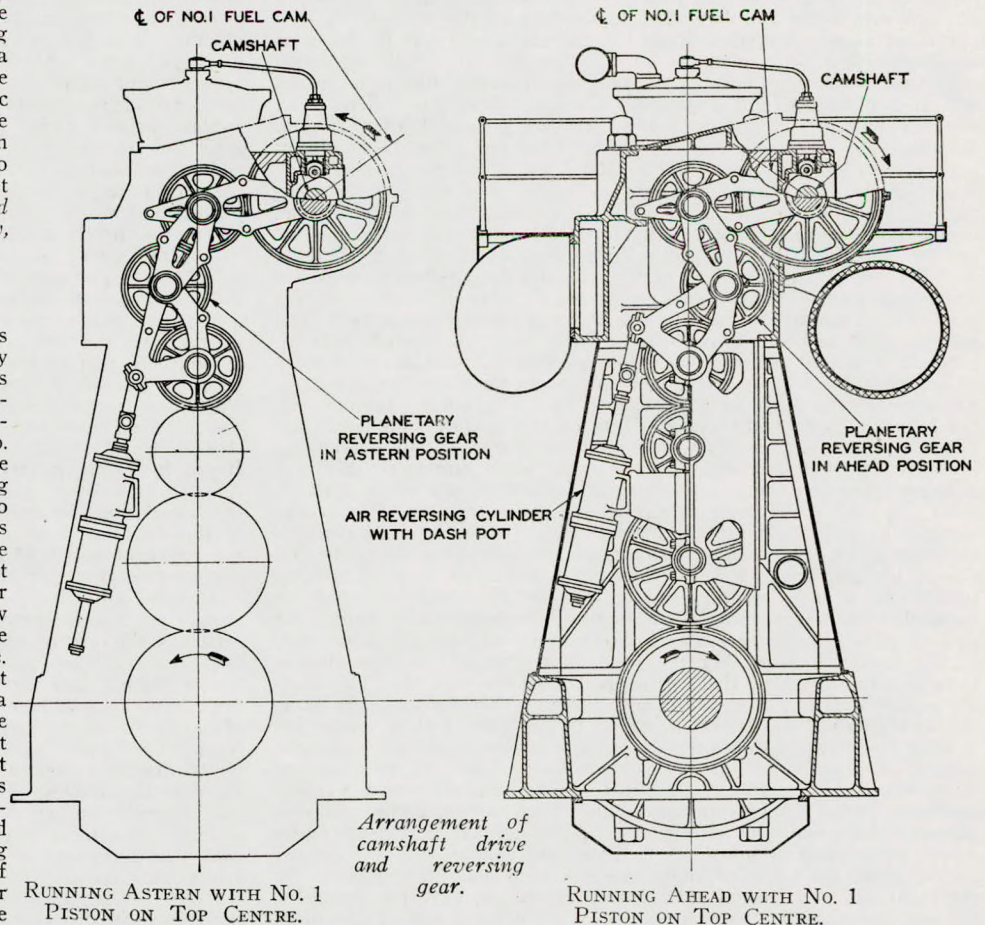 ℄ OF NO.1 FUEL CAM
CAMSHAFT
PLANETARY
REVERSING GEAR
IN ASTERN POSITION
℄ OF NO.1 FUEL CAM
CAMSHAFT
PLANETARY
REVERSING GEAR
IN AHEAD POSITION
AIR REVERSING CYLINDER
WITH DASH POT
Arrangement of
camshaft drive
and reversing
gear.
RUNNING ASTERN WITH NO. 1
PISTON ON TOP CENTRE.
RUNNING AHEAD WITH NO. 1
PISTON ON TOP CENTRE.